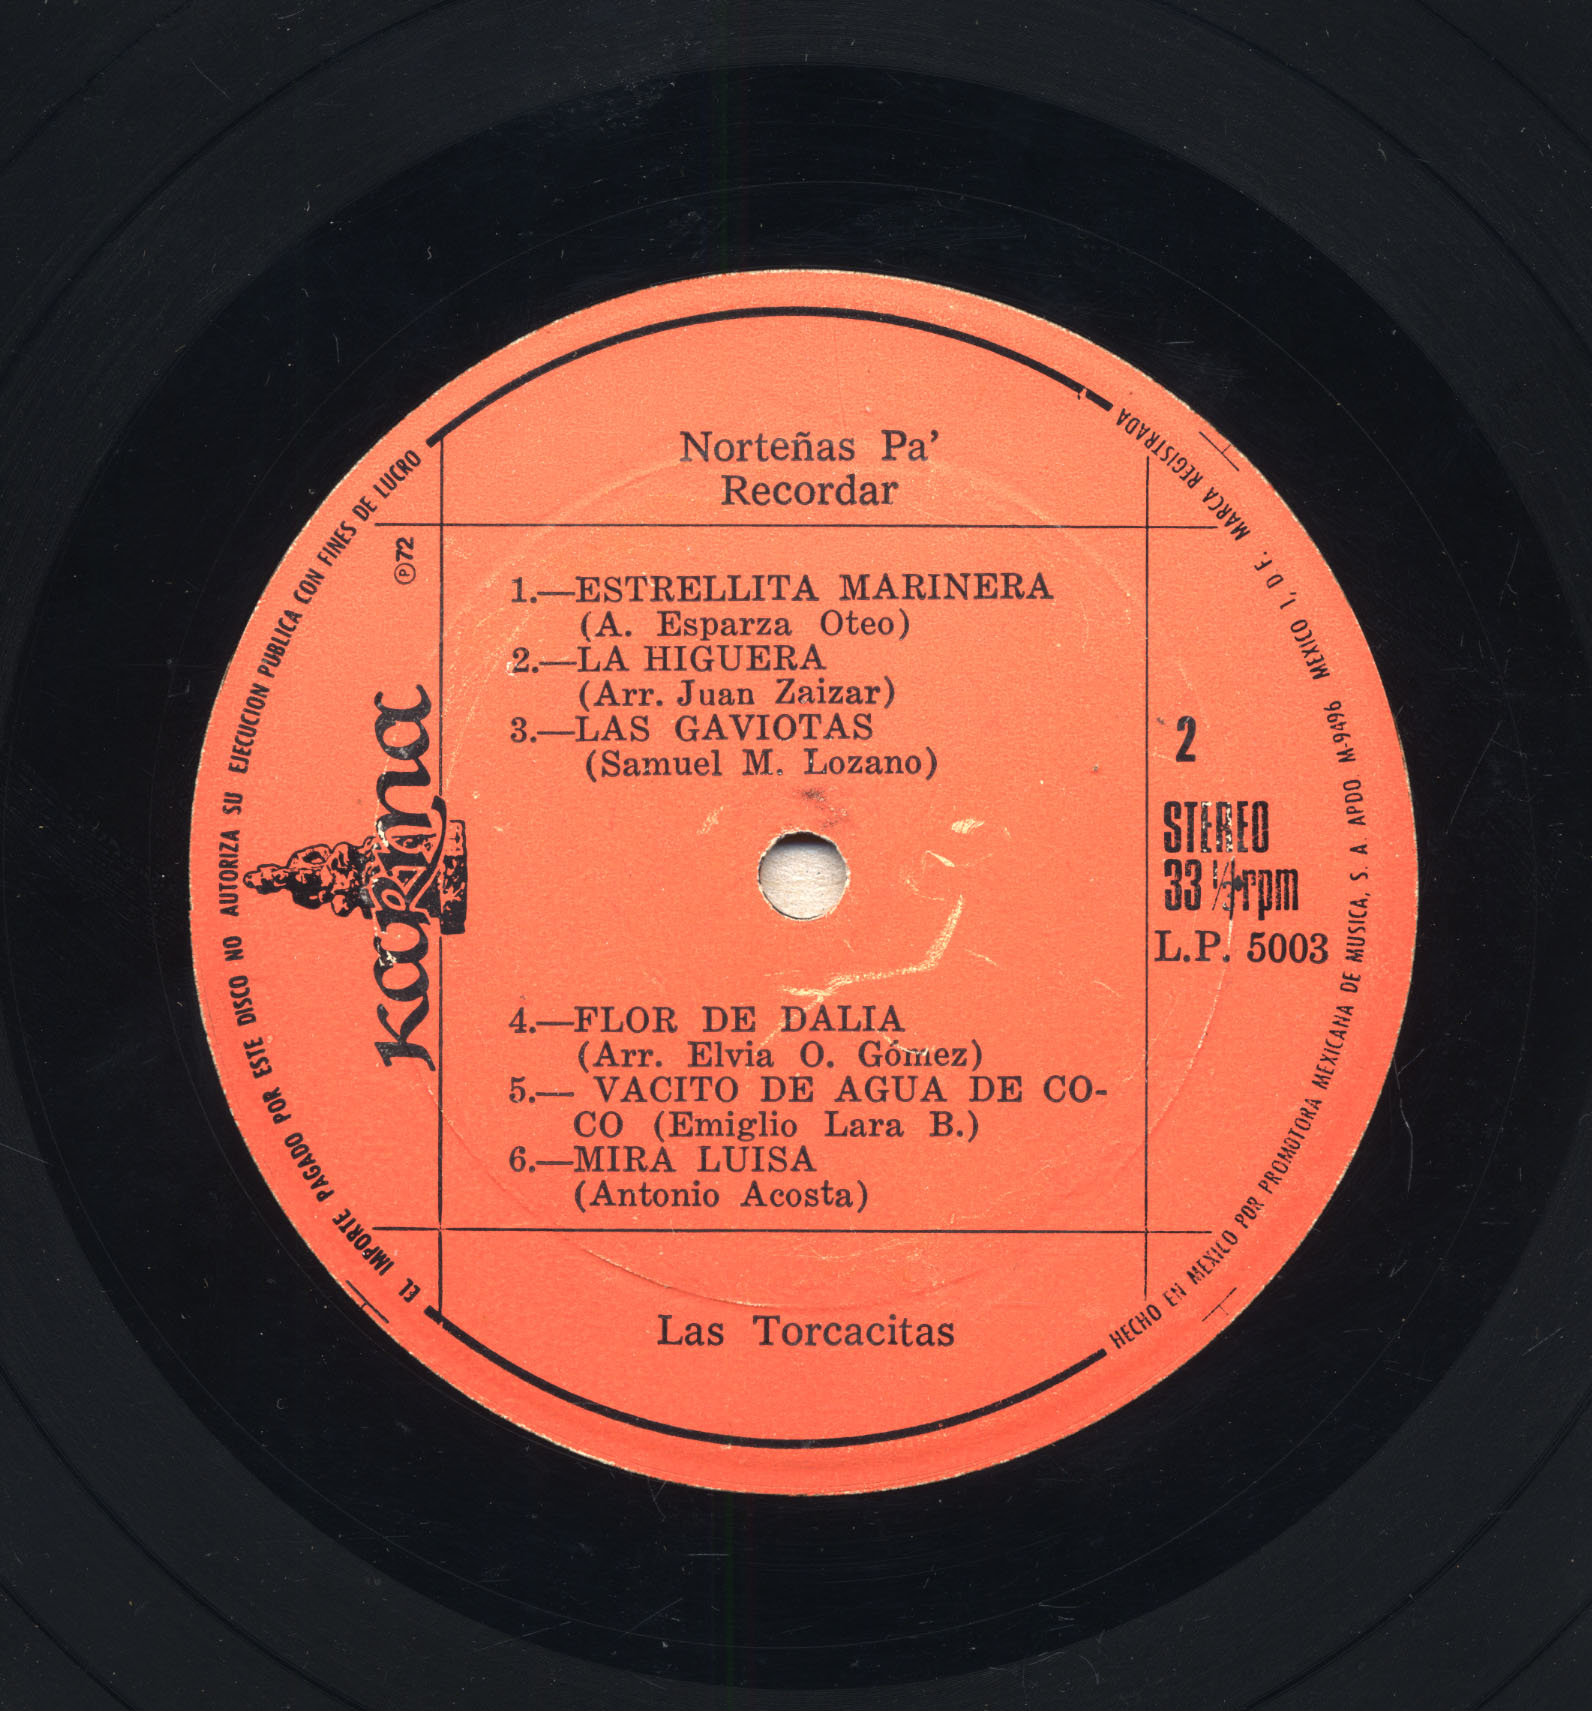 Norteñas Pa'
Recordar
℗72
1.—ESTRELLITA MARINERA
(A. Esparza Oteo)
2.—LA HIGUERA
(Arr. Juan Zaizar)
3.—LAS GAVIOTAS
(Samuel M. Lozano)
karma
2
STEREO
33 1/3 rpm
L.P. 5003
4.—FLOR DE DALIA
(Arr. Elvia O. Gómez)
5.— VACITO DE AGUA DE CO-
CO (Emiglio Lara B.)
6.—MIRA LUISA
(Antonio Acosta)
Las Torcacitas
EL IMPORTE PAGADO POR ESTE DISCO NO AUTORIZA SU EJECUCION PUBLICA CON FINES DE LUCRO
HECHO EN MEXICO POR PROMOTORA MEXICANA DE MUSICA, S. A. APDO M-9496 MEXICO 1, D.F. MARCA REGISTRADA